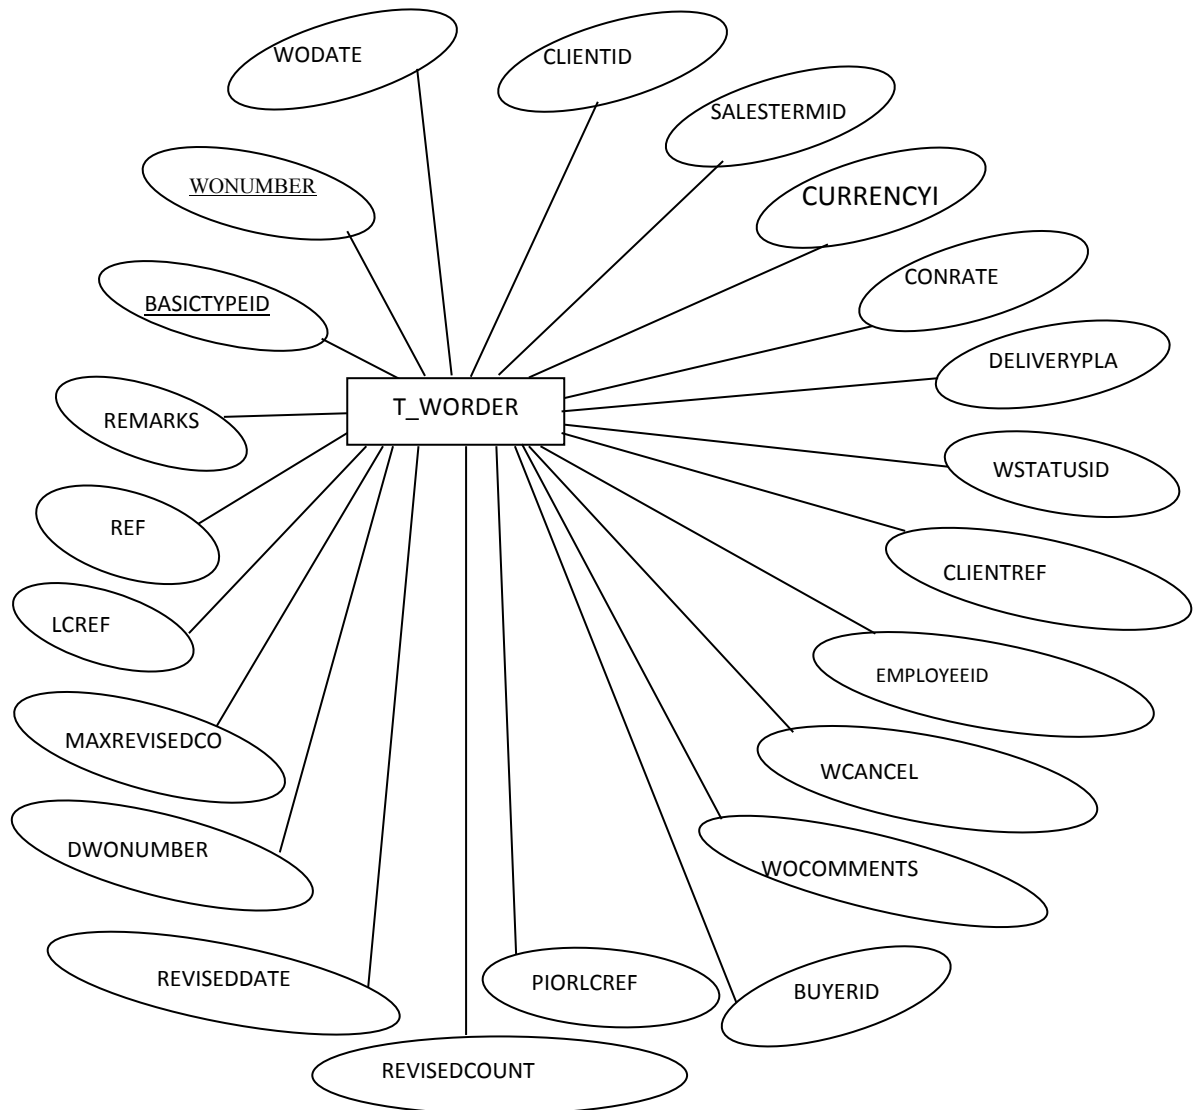 WODATE
CLIENTID
SALESTERMID
WONUMBER
CURRENCYI
CONRATE
BASICTYPEID
DELIVERYPLA
T_WORDER
REMARKS
WSTATUSID
REF
CLIENTREF
LCREF
EMPLOYEEID
MAXREVISEDCO
WCANCEL
DWONUMBER
WOCOMMENTS
REVISEDDATE
PIORLCREF
BUYERID
REVISEDCOUNT